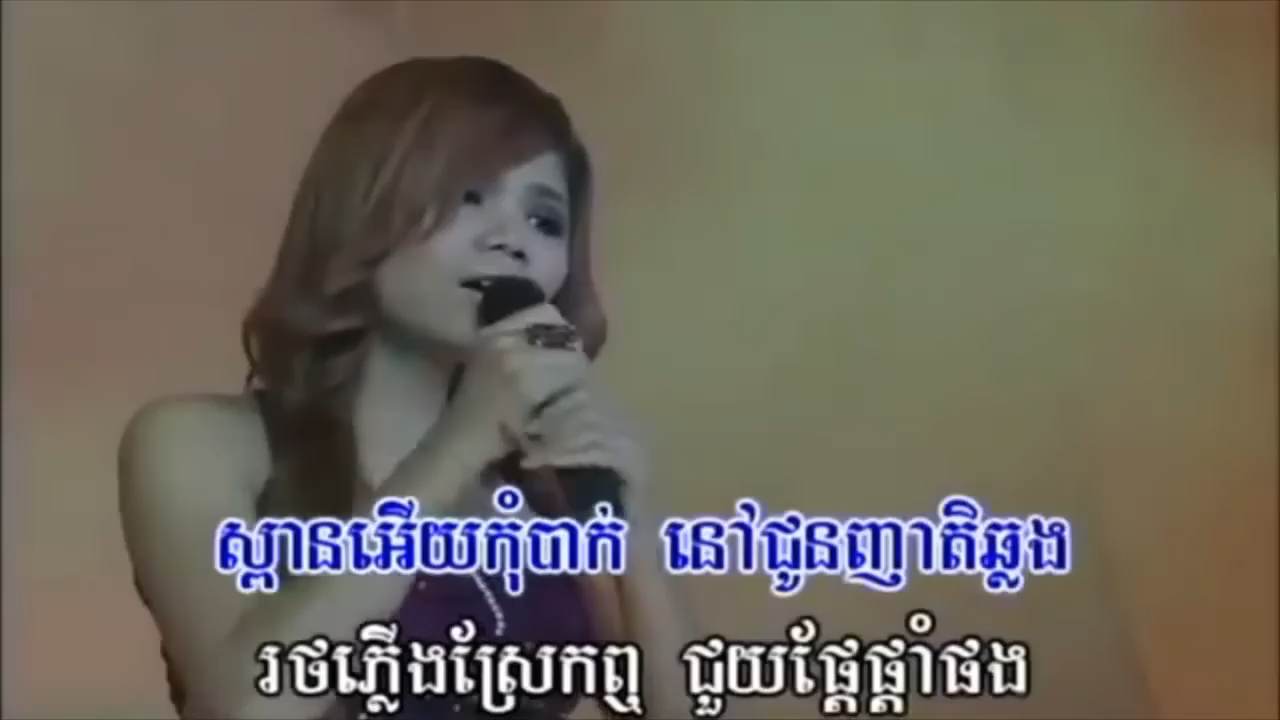 ស្ពានអើយកុំបាក់ នៅជូនញាតិឆ្លង
រថភ្លើងស្រែកឮ ជួយផ្ដែផ្ដាំផង